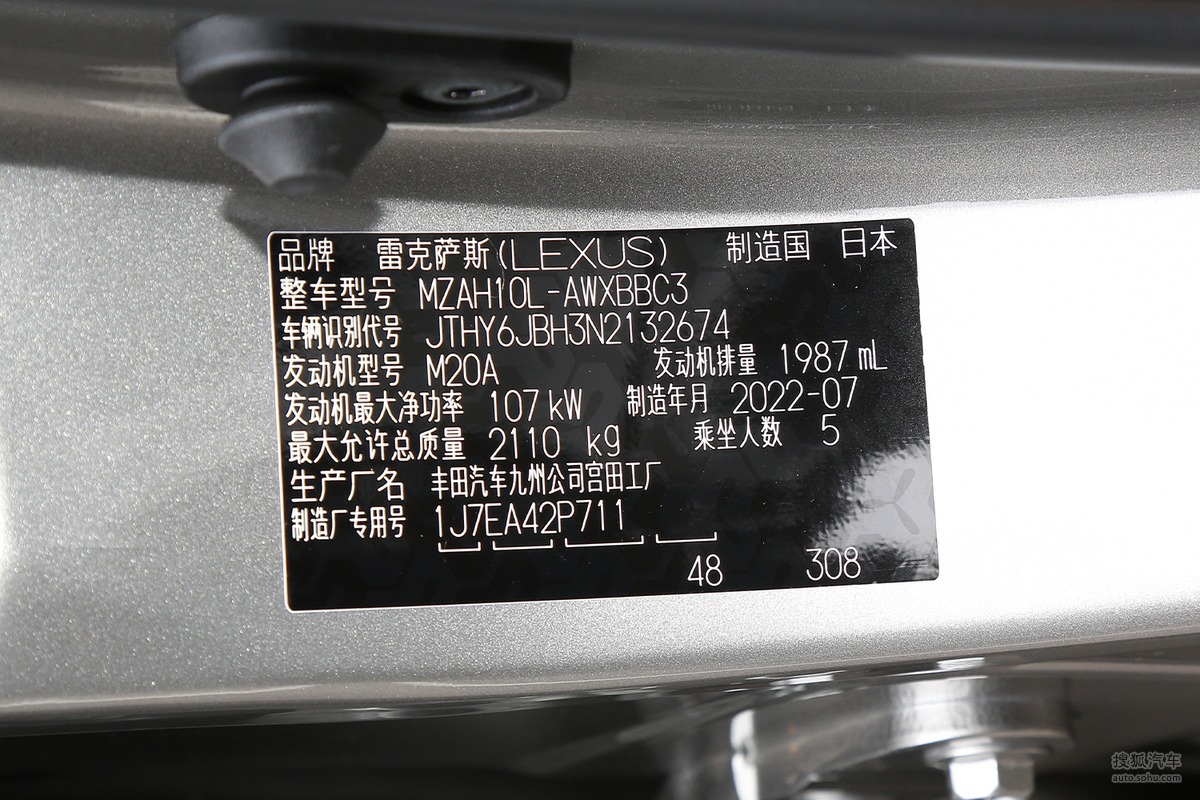 品牌 雷克萨斯(LEXUS) 制造国 日本
整车型号 MZAH10L-AWXBBC3
车辆识别代号 JTHY6JBH3N2132674
发动机型号 M20A 发动机排量 1987 mL
发动机最大净功率 107 kW 制造年月 2022-07
最大允许总质量 2110 kg 乘坐人数 5
生产厂名 丰田汽车九州公司宫田工厂
制造厂专用号 1J7EA42P711
48 308
搜狐汽车
auto.sohu.com